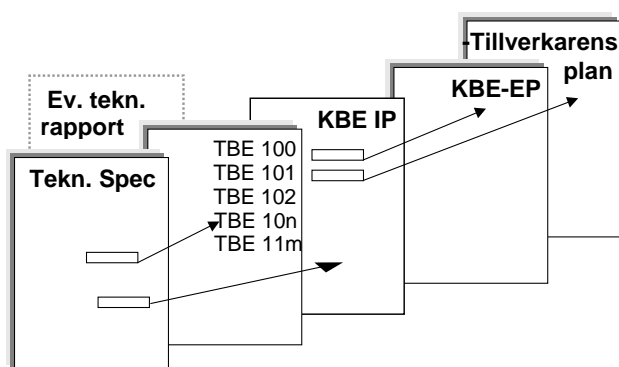 Ev. tekn.
rapport
Tekn. Spec
TBE 100
TBE 101
TBE 102
TBE 10n
TBE 11m
KBE IP
KBE-EP
-Tillverkarens
plan